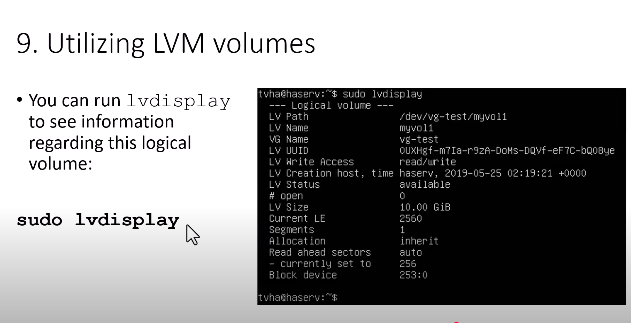 9. Utilizing LVM volumes
• You can run lvdisplay
to see information
regarding this logical
volume:
sudo lvdisplay
tvha@haserv:~$ sudo lvdisplay
--- Logical volume ---
LV Path /dev/vg-test/myvol1
LV Name myvol1
VG Name vg-test
LV UUID OUXHgf-m7Ia-r9zA-DoMs-DQVf-eF7C-bQO8ye
LV Write Access read/write
LV Creation host, time haserv, 2019-05-25 02:19:21 +0000
LV Status available
# open 0
LV Size 10.00 GiB
Current LE 2560
Segments 1
Allocation inherit
Read ahead sectors auto
- currently set to 256
Block device 253:0
tvha@haserv:~$